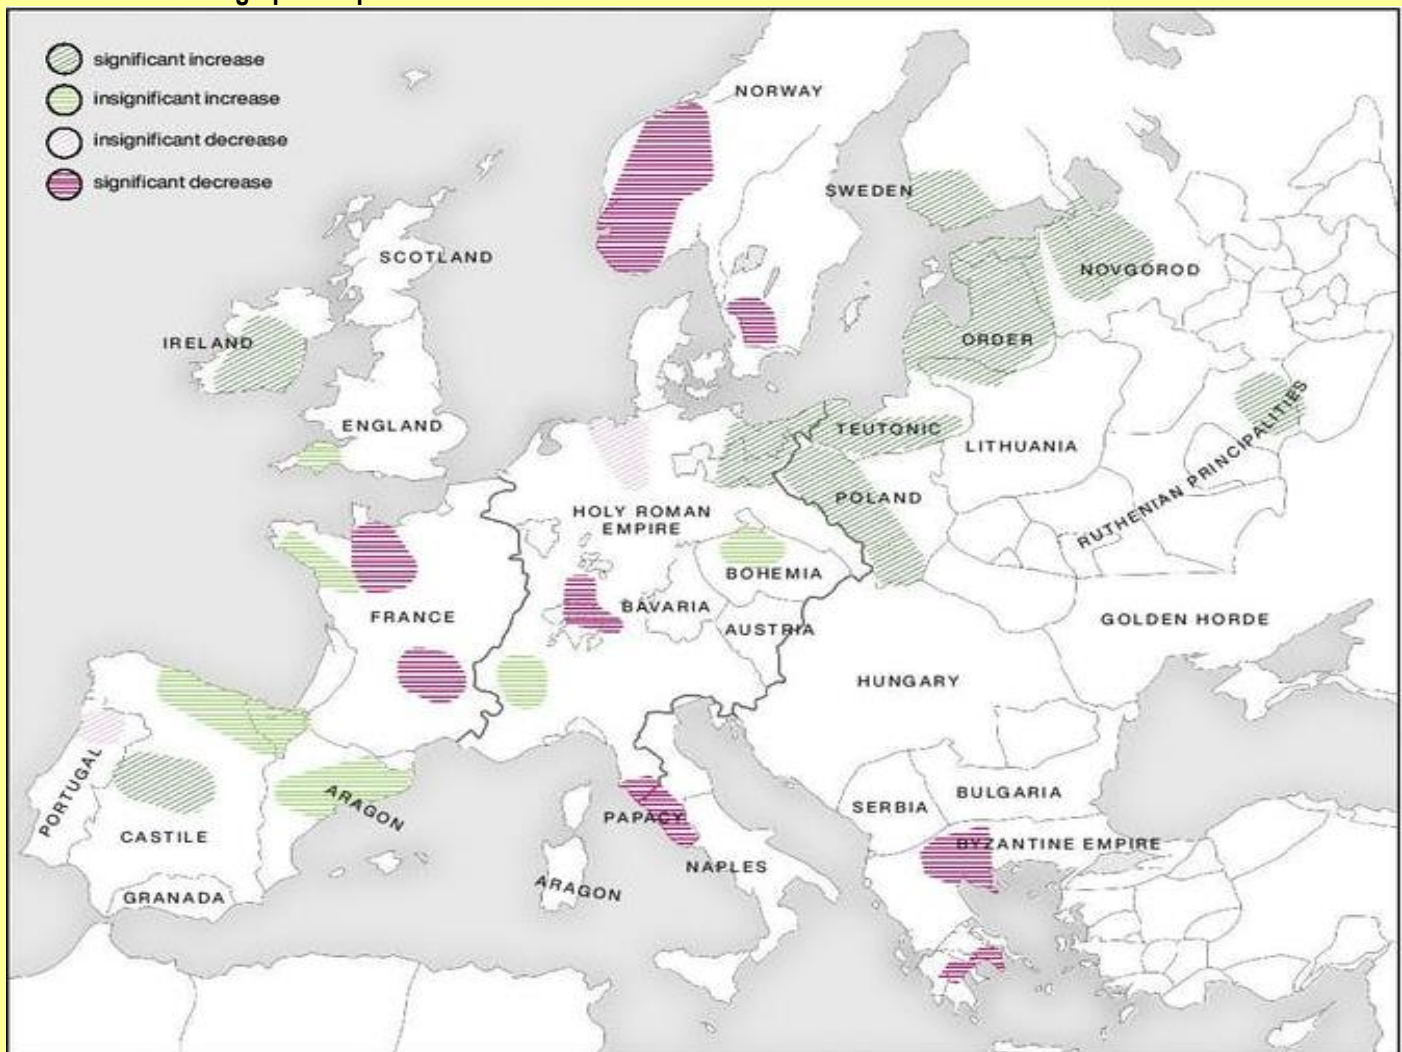 significant increase
insignificant increase
insignificant decrease
significant decrease
NORWAY
SWEDEN
SCOTLAND
NOVGOROD
IRELAND
ORDER
ENGLAND
TEUTONIC
LITHUANIA
RUTHENIAN PRINCIPALITIES
POLAND
HOLY ROMAN
EMPIRE
BOHEMIA
BAVARIA
FRANCE
AUSTRIA
GOLDEN HORDE
HUNGARY
PORTUGAL
ARAGON
CASTILE
GRANADA
PAPACY
SERBIA
BULGARIA
BYZANTINE EMPIRE
NAPLES
ARAGON